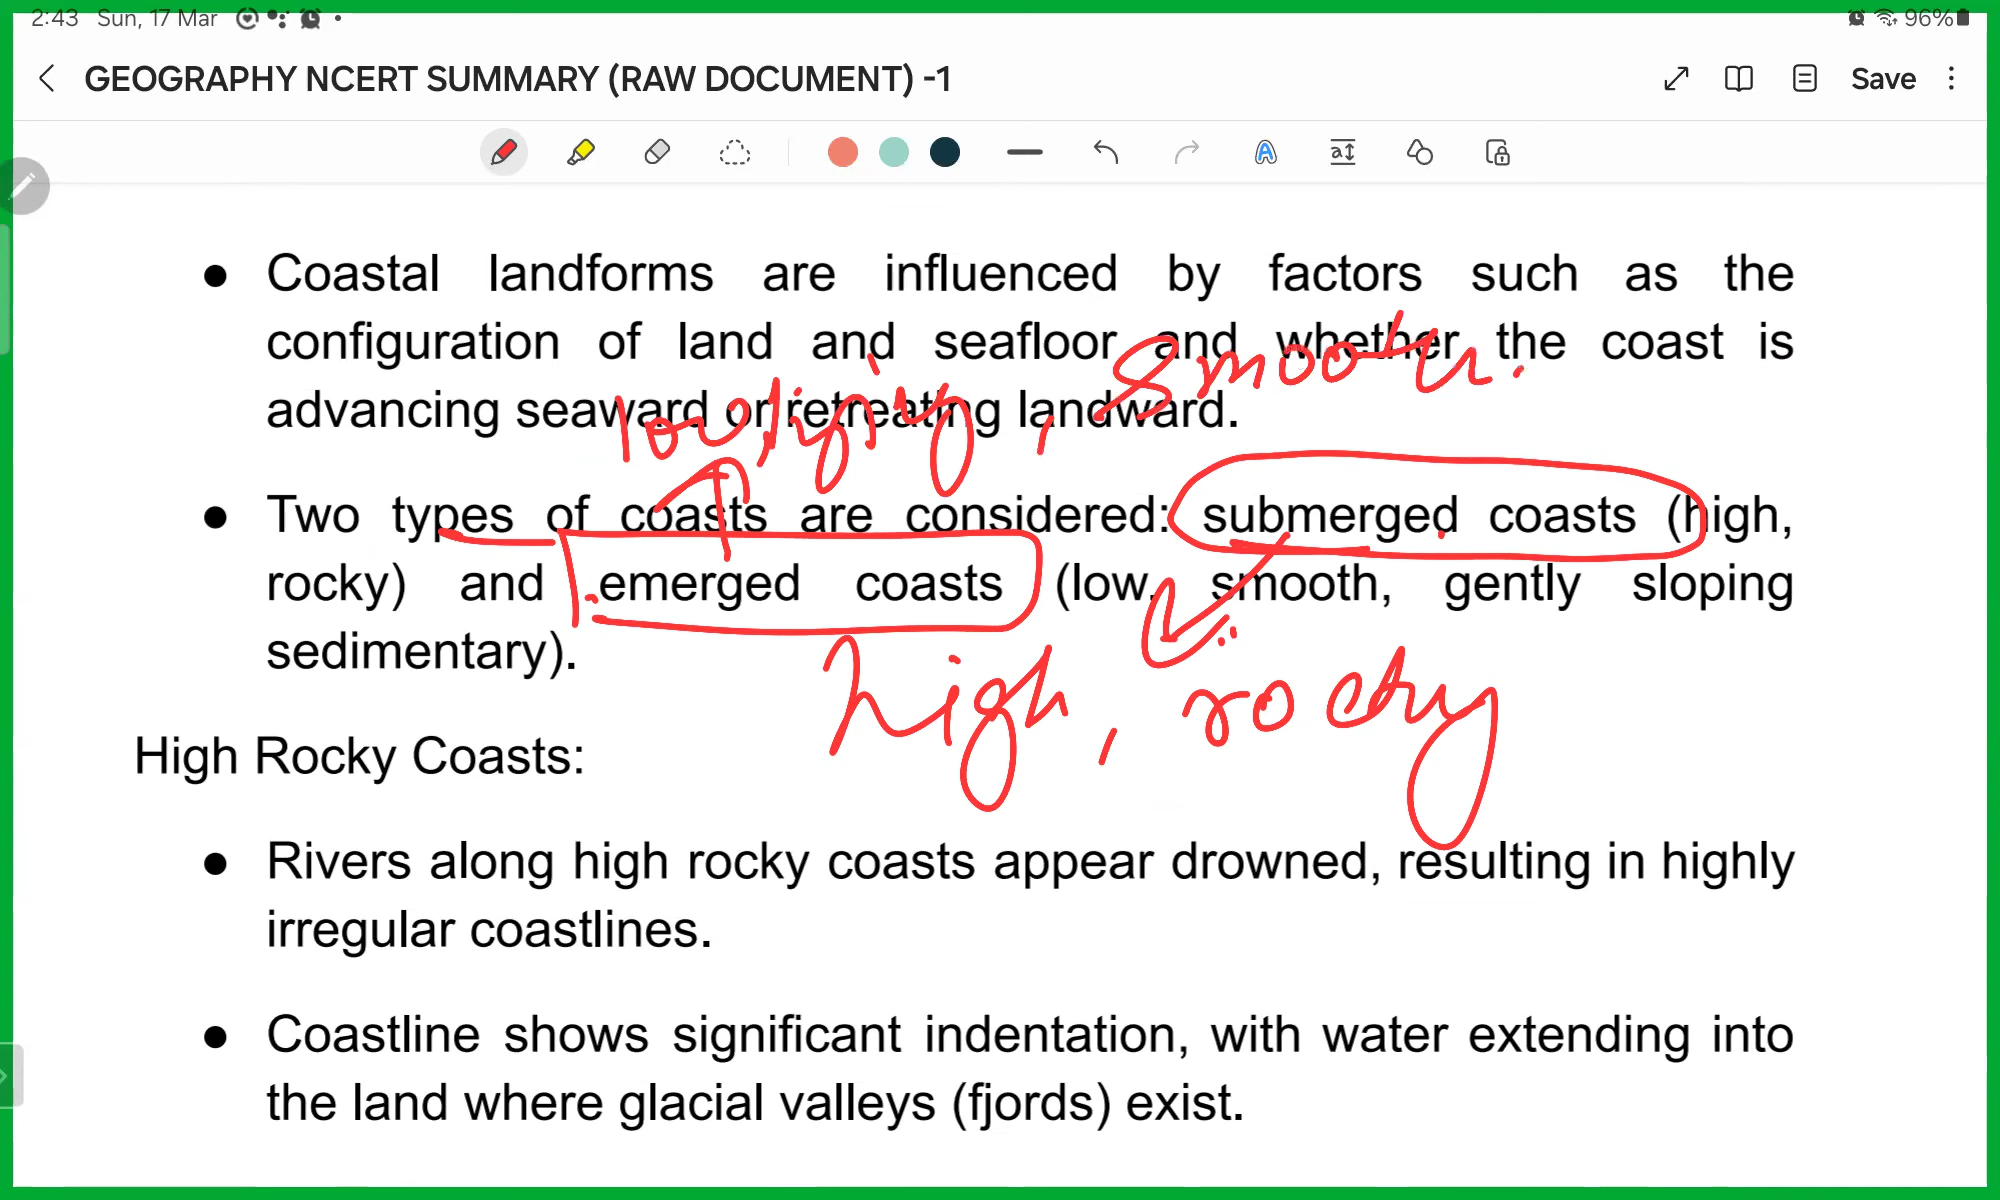 2:43 Sun, 17 Mar
96%
GEOGRAPHY NCERT SUMMARY (RAW DOCUMENT) -1
Save
● Coastal landforms are influenced by factors such as the
configuration of land and seafloor and whether the coast is
smooth.
advancing seaward or retreating landward.
low lying,
● Two types of coasts are considered: submerged coasts (high,
rocky) and emerged coasts (low, smooth, gently sloping
sedimentary).
high, rocky
High Rocky Coasts:
● Rivers along high rocky coasts appear drowned, resulting in highly
irregular coastlines.
● Coastline shows significant indentation, with water extending into
the land where glacial valleys (fjords) exist.